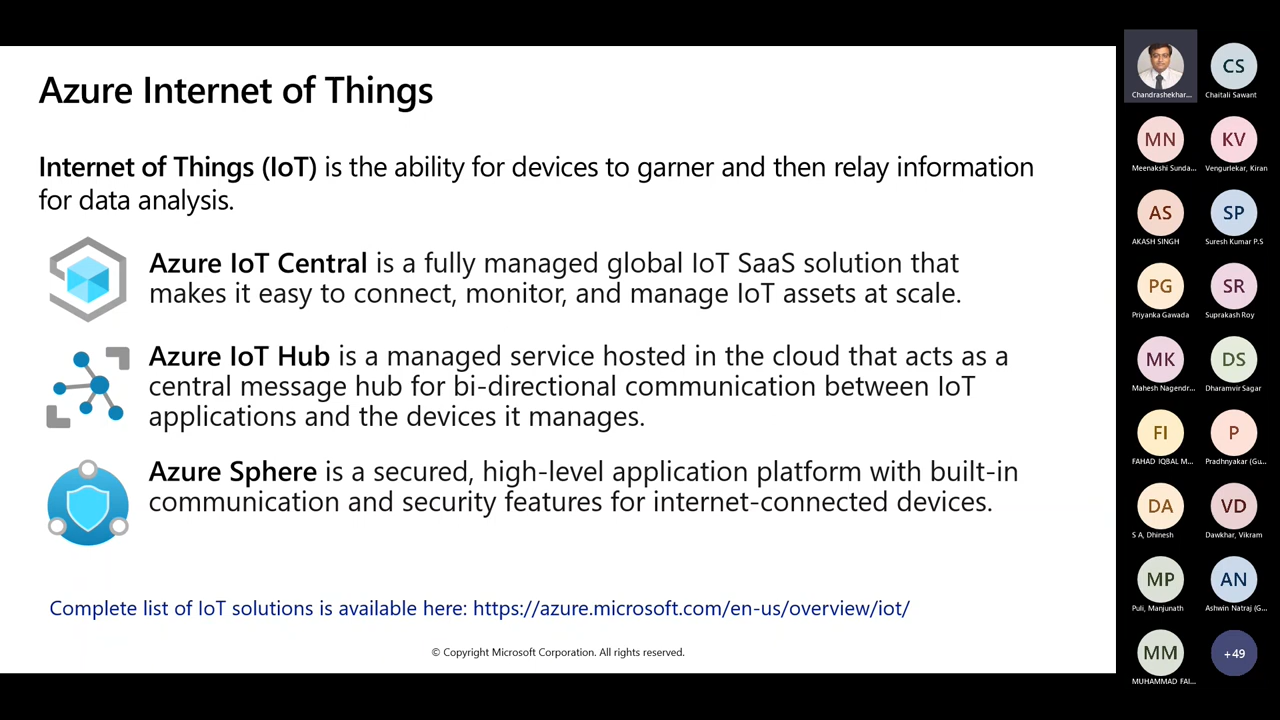 Azure Internet of Things
Internet of Things (IoT) is the ability for devices to garner and then relay information
for data analysis.
Azure IoT Central is a fully managed global IoT SaaS solution that
makes it easy to connect, monitor, and manage IoT assets at scale.
Azure IoT Hub is a managed service hosted in the cloud that acts as a
central message hub for bi-directional communication between IoT
applications and the devices it manages.
Azure Sphere is a secured, high-level application platform with built-in
communication and security features for internet-connected devices.
Complete list of IoT solutions is available here: https://azure.microsoft.com/en-us/overview/iot/
© Copyright Microsoft Corporation. All rights reserved.
Chandrashekhar...
CS
Chaitali Sawant
MN
Meenakshi Sunda...
KV
Vengurlekar, Kiran
AS
AKASH SINGH
SP
Suresh Kumar P.S
PG
Priyanka Gawada
SR
Suprakash Roy
MK
Mahesh Nagendr...
DS
Dharamvir Sagar
FI
FAHAD IQBAL M...
P
Pradhnyakar (Gu...
DA
S A, Dhinesh
VD
Dawkhar, Vikram
MP
Puli, Manjunath
AN
Ashwin Natraj (G...
MM
MUHAMMAD FAI...
+49